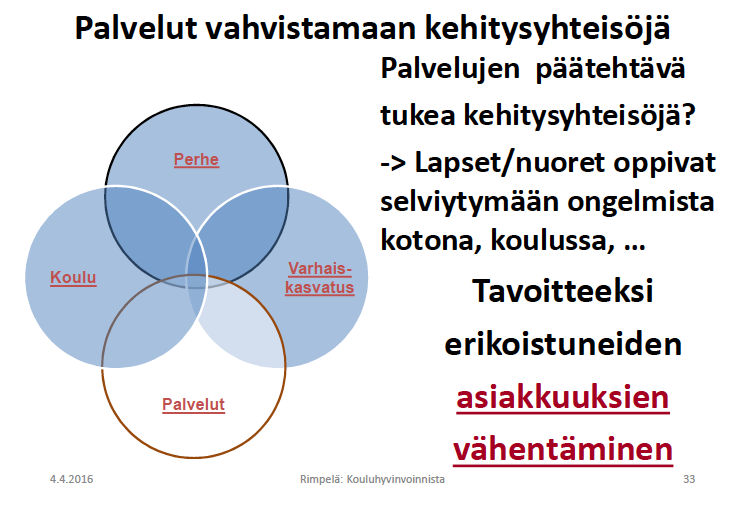 Palvelut vahvistamaan kehitysyhteisöjä
Palvelujen päätehtävä
tukea kehitysyhteisöjä?
-> Lapset/nuoret oppivat
selviytymään ongelmista
kotona, koulussa, …
Tavoitteeksi
erikoistuneiden
asiakkuuksien
vähentäminen
Perhe
Koulu
Varhais-
kasvatus
Palvelut
4.4.2016
Rimpelä: Kouluhyvinvoinnista
33